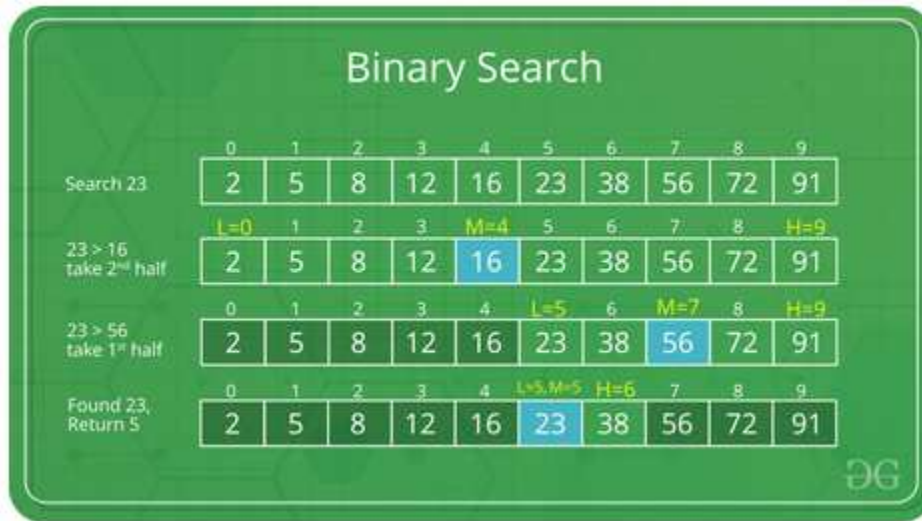 Binary Search
0 1 2 3 4 5 6 7 8 9
Search 23
2 5 8 12 16 23 38 56 72 91
L=0 1 2 3 M=4 5 6 7 8 H=9
23 > 16
take 2nd half
2 5 8 12 16 23 38 56 72 91
0 1 2 3 4 L=5 6 M=7 8 H=9
23 > 56
take 1st half
2 5 8 12 16 23 38 56 72 91
0 1 2 3 4 L=5, M=5 H=6 7 8 9
Found 23,
Return 5
2 5 8 12 16 23 38 56 72 91
GG